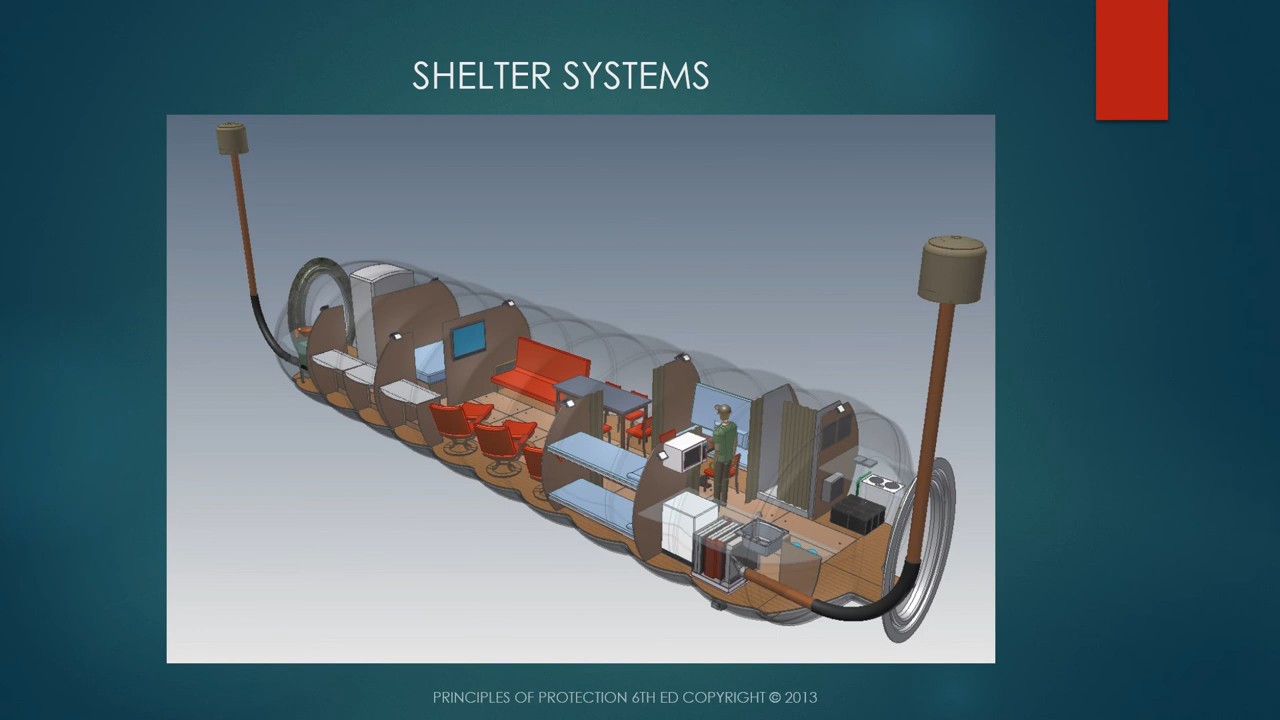 SHELTER SYSTEMS
PRINCIPLES OF PROTECTION 6TH ED COPYRIGHT © 2013